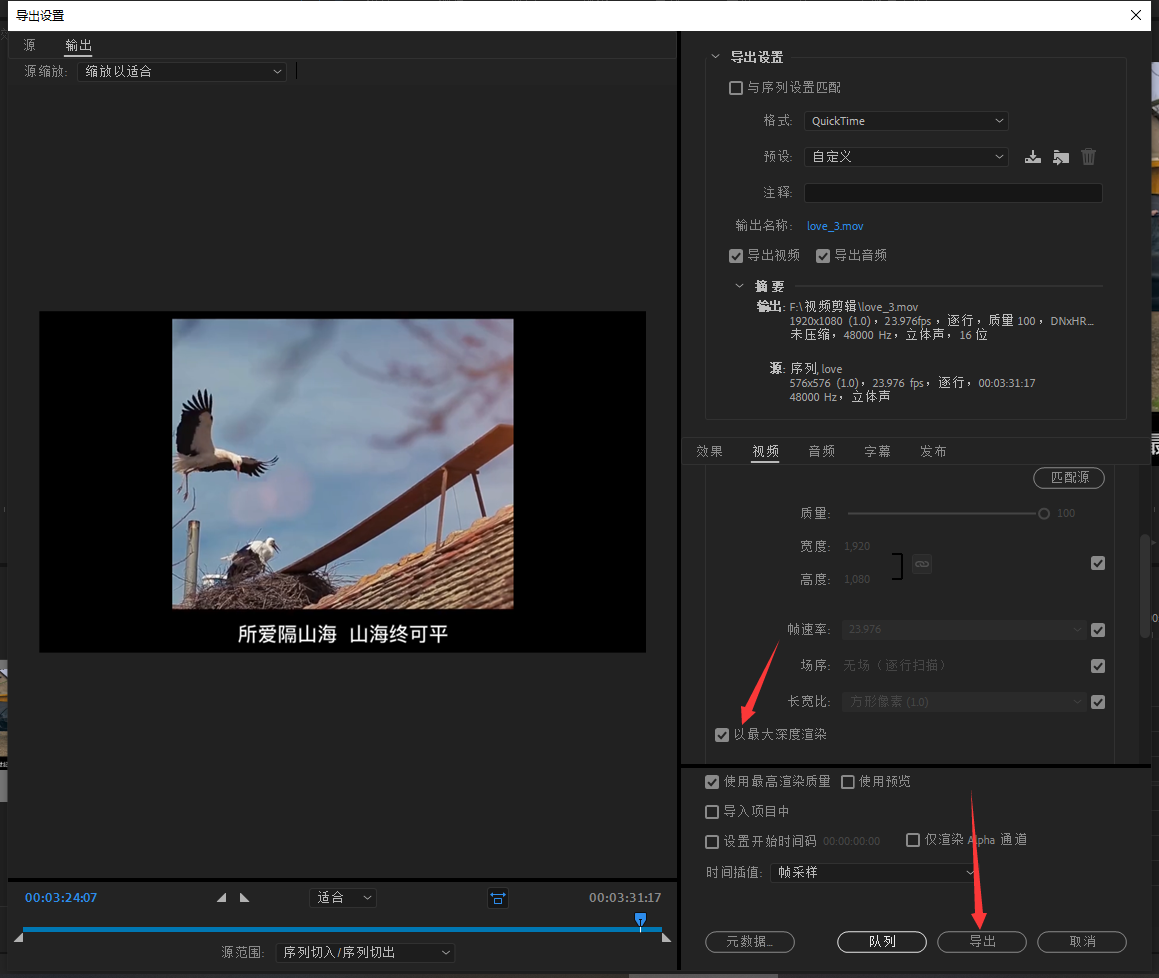 导出设置
源 输出
源缩放: 缩放以适合
所爱隔山海 山海终可平
00:03:24:07 适合 00:03:31:17
源范围: 序列切入/序列切出
导出设置
与序列设置匹配
格式: QuickTime
预设: 自定义
注释:
输出名称: love_3.mov
导出视频 导出音频
摘要
输出: F:\视频剪辑\love_3.mov
1920x1080 (1.0)，23.976fps，逐行，质量 100，DNxHR...
未压缩，48000 Hz，立体声，16 位
源: 序列, love
576x576 (1.0)，23.976 fps，逐行，00:03:31:17
48000 Hz，立体声
效果 视频 音频 字幕 发布
匹配源
质量: 100
宽度: 1,920
高度: 1,080
帧速率: 23.976
场序: 无场（逐行扫描）
长宽比: 方形像素 (1.0)
以最大深度渲染
使用最高渲染质量 使用预览
导入项目中
设置开始时间码 00:00:00:00 仅渲染 Alpha 通道
时间插值: 帧采样
元数据... 队列 导出 取消